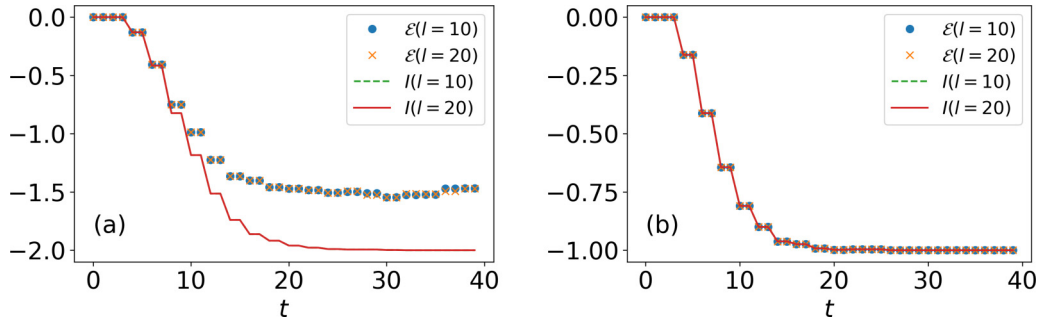 0.00
−0.5
−1.0
−1.5
−2.0
0 10 20 30 40
t
(a)
ℰ(l = 10)
ℰ(l = 20)
I(l = 10)
I(l = 20)
0.00
−0.25
−0.50
−0.75
−1.00
0 10 20 30 40
t
(b)
ℰ(l = 10)
ℰ(l = 20)
I(l = 10)
I(l = 20)